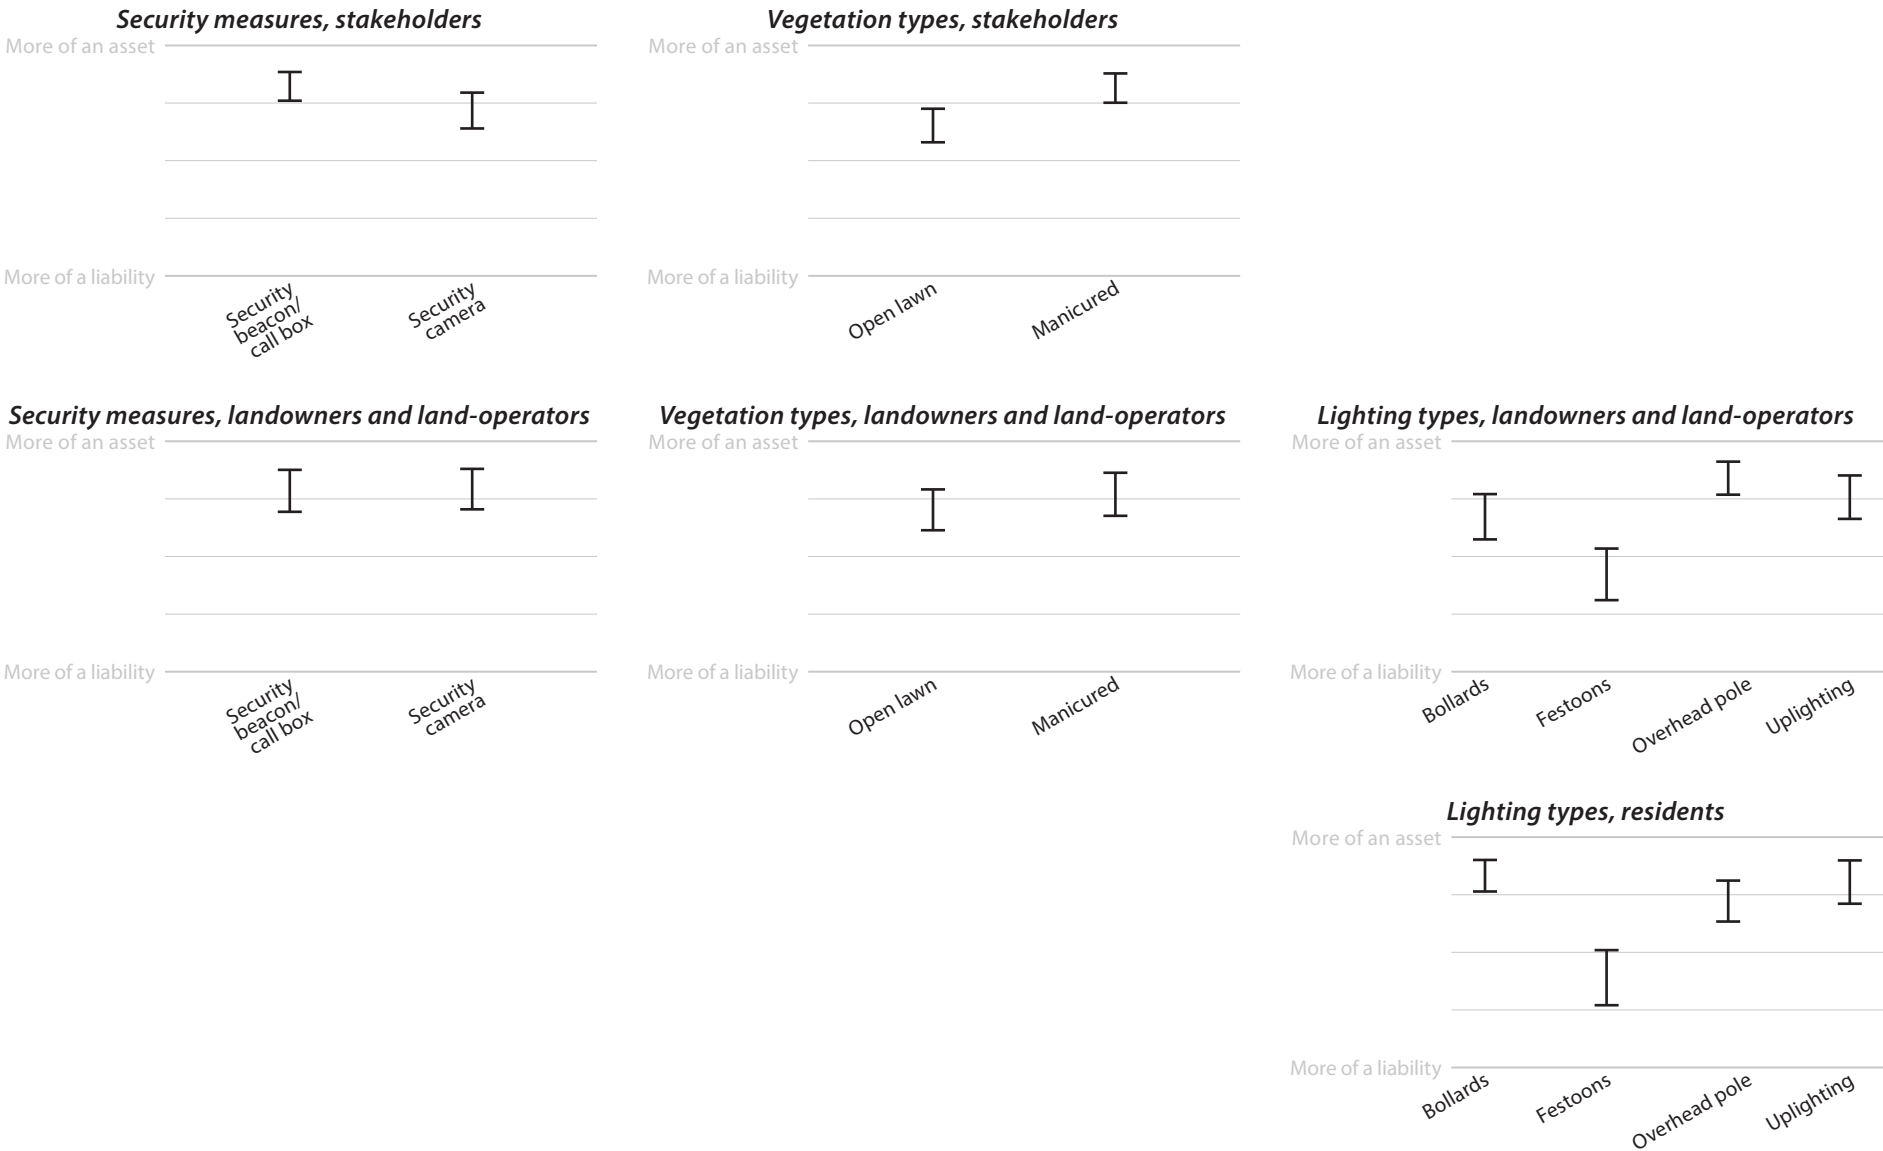 Security measures, stakeholders
More of an asset
More of a liability
Security
beacon/
call box
Security
camera
Vegetation types, stakeholders
More of an asset
More of a liability
Open lawn
Manicured
Security measures, landowners and land-operators
More of an asset
More of a liability
Security
beacon/
call box
Security
camera
Vegetation types, landowners and land-operators
More of an asset
More of a liability
Open lawn
Manicured
Lighting types, landowners and land-operators
More of an asset
More of a liability
Bollards
Festoons
Overhead pole
Uplighting
Lighting types, residents
More of an asset
More of a liability
Bollards
Festoons
Overhead pole
Uplighting